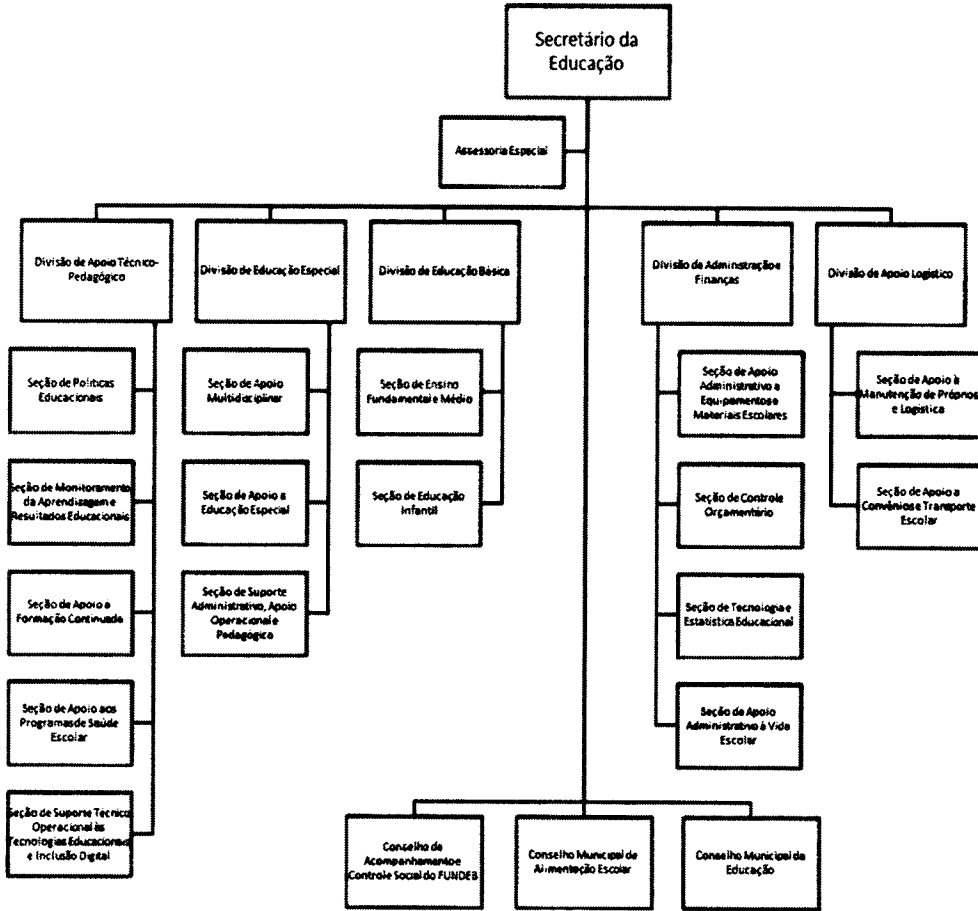 Secretário da
Educação
Assessoria Especial
Divisão de Apoio Técnico-
Pedagógico
Divisão de Educação Especial
Divisão de Educação Básica
Divisão de Administração e
Finanças
Divisão de Apoio Logístico
Seção de Políticas
Educacionais
Seção de Monitoramento
da Aprendizagem e
Resultados Educacionais
Seção de Apoio a
Formação Continuada
Seção de Apoio aos
Programas de Saúde
Escolar
Seção de Suporte Técnico
Operacional às
Tecnologias Educacionais
e Inclusão Digital
Seção de Apoio
Multidisciplinar
Seção de Apoio a
Educação Especial
Seção de Suporte
Administrativo, Apoio
Operacional e
Pedagógica
Seção de Ensino
Fundamental e Médio
Seção de Educação
Infantil
Seção de Apoio
Administrativo a
Equipamentos e
Materiais Escolares
Seção de Controle
Orçamentário
Seção de Tecnologia e
Estatística Educacional
Seção de Apoio
Administrativo à Vida
Escolar
Seção de Apoio à
Manutenção de Próprios
e Logística
Seção de Apoio a
Convênios e Transporte
Escolar
Conselho de
Acompanhamento e
Controle Social do FUNDEB
Conselho Municipal de
Alimentação Escolar
Conselho Municipal da
Educação